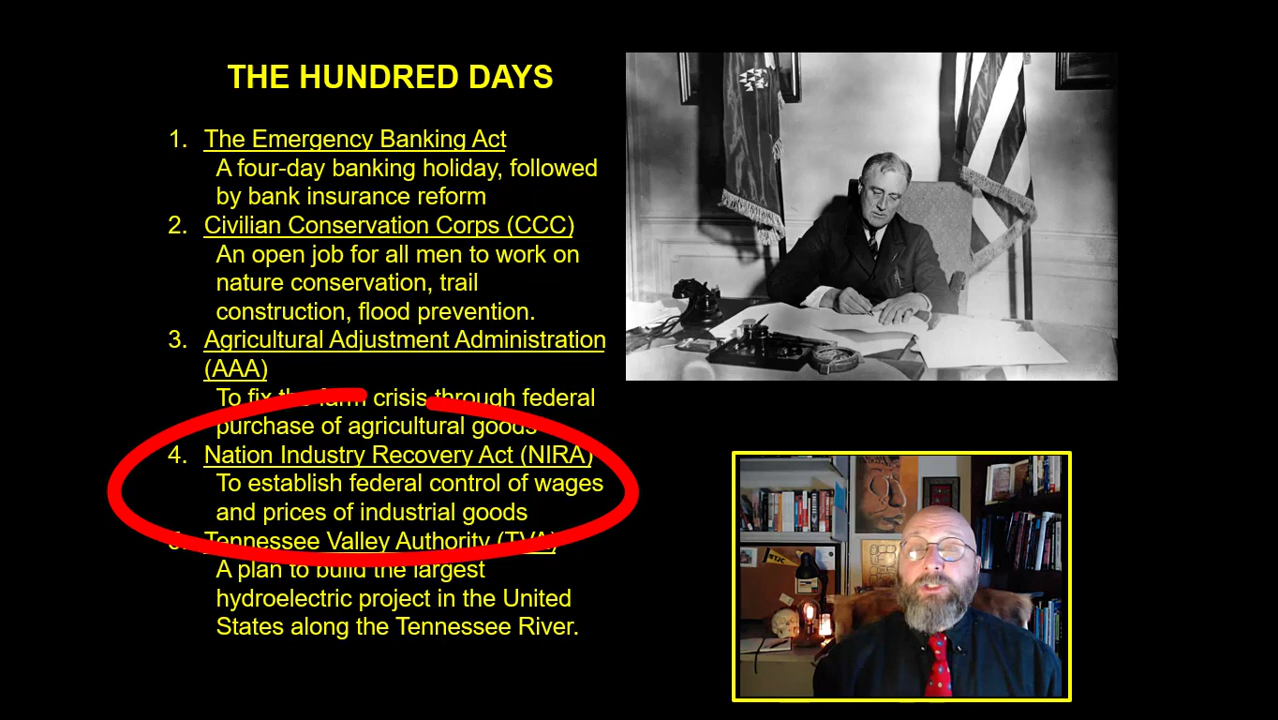 THE HUNDRED DAYS
1. The Emergency Banking Act
A four-day banking holiday, followed
by bank insurance reform
2. Civilian Conservation Corps (CCC)
An open job for all men to work on
nature conservation, trail
construction, flood prevention.
3. Agricultural Adjustment Administration
(AAA)
To fix the farm crisis through federal
purchase of agricultural goods
4. Nation Industry Recovery Act (NIRA)
To establish federal control of wages
and prices of industrial goods
5. Tennessee Valley Authority (TVA)
A plan to build the largest
hydroelectric project in the United
States along the Tennessee River.